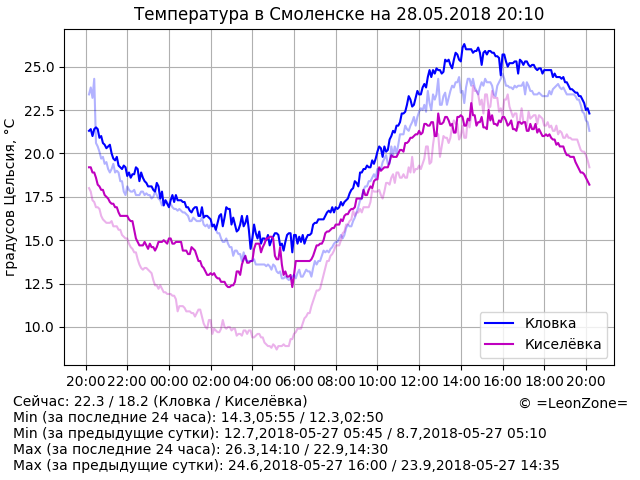 Температура в Смоленске на 28.05.2018 20:10
градусов Цельсия, °C
25.0
22.5
20.0
17.5
15.0
12.5
10.0
Кловка
Киселёвка
20:00 22:00 00:00 02:00 04:00 06:00 08:00 10:00 12:00 14:00 16:00 18:00 20:00
Сейчас: 22.3 / 18.2 (Кловка / Киселёвка)
© =LeonZone=
Min (за последние 24 часа): 14.3,05:55 / 12.3,02:50
Min (за предыдущие сутки): 12.7,2018-05-27 05:45 / 8.7,2018-05-27 05:10
Max (за последние 24 часа): 26.3,14:10 / 22.9,14:30
Max (за предыдущие сутки): 24.6,2018-05-27 16:00 / 23.9,2018-05-27 14:35